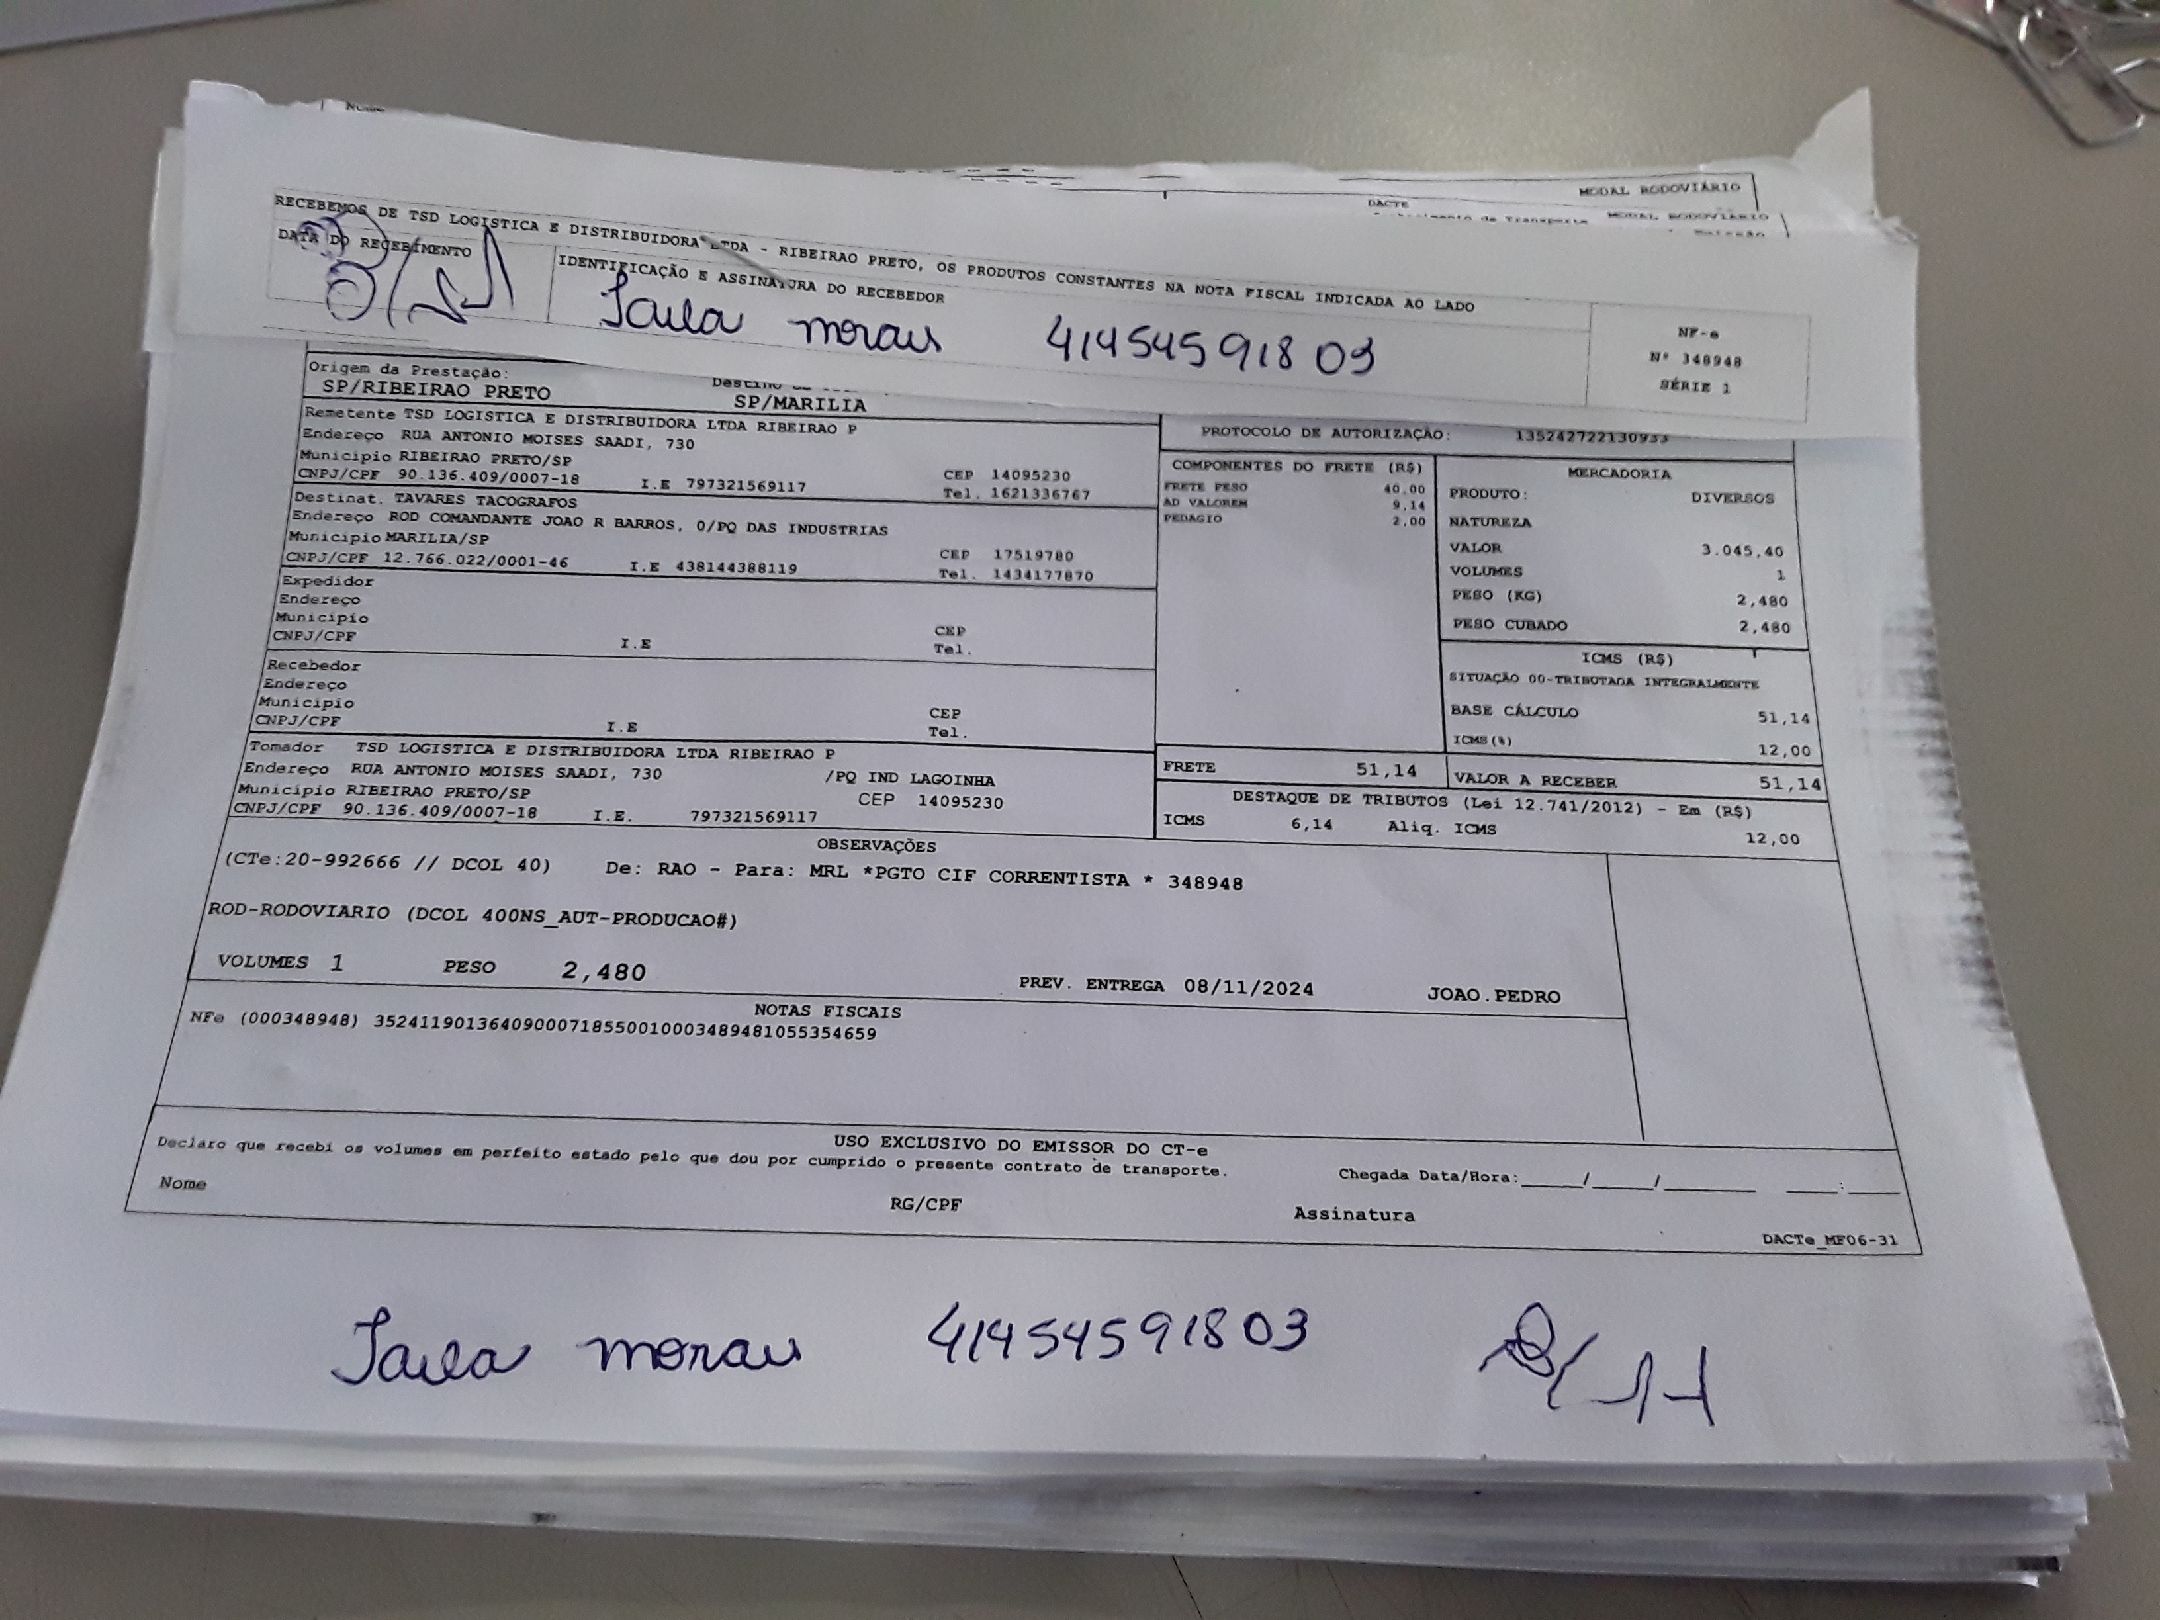 MODAL RODOVIÁRIO
DACTE
MODAL RODOVIÁRIO
RECEBEMOS DE TSD LOGISTICA E DISTRIBUIDORA LTDA - RIBEIRAO PRETO, OS PRODUTOS CONSTANTES NA NOTA FISCAL INDICADA AO LADO
DATA DO RECEBIMENTO
IDENTIFICAÇÃO E ASSINATURA DO RECEBEDOR
morais 41454591803
NF-e
Nº 348948
SÉRIE 1
Origem da Prestação:
SP/RIBEIRAO PRETO
SP/MARILIA
Remetente TSD LOGISTICA E DISTRIBUIDORA LTDA RIBEIRAO P
Endereço RUA ANTONIO MOISES SAADI, 730
Municipio RIBEIRAO PRETO/SP
CEP 14095230
CNPJ/CPF 90.136.409/0007-18 I.E 797321569117 Tel. 1621336767
Destinat. TAVARES TACOGRAFOS
Endereço ROD COMANDANTE JOAO R BARROS, 0/PQ DAS INDUSTRIAS
Municipio MARILIA/SP CEP 17519780
CNPJ/CPF 12.766.022/0001-46 I.E 438144388119 Tel. 1434177870
Expedidor
Endereço
Municipio CEP
CNPJ/CPF I.E Tel.
Recebedor
Endereço
Municipio CEP
CNPJ/CPF I.E Tel.
Tomador TSD LOGISTICA E DISTRIBUIDORA LTDA RIBEIRAO P
Endereço RUA ANTONIO MOISES SAADI, 730 /PQ IND LAGOINHA
Municipio RIBEIRAO PRETO/SP CEP 14095230
CNPJ/CPF 90.136.409/0007-18 I.E. 797321569117
PROTOCOLO DE AUTORIZAÇÃO: 135242722130933
COMPONENTES DO FRETE (R$)
FRETE PESO 40,00
AD VALOREM 9,14
PEDAGIO 2,00
MERCADORIA
PRODUTO: DIVERSOS
NATUREZA
VALOR 3.045,40
VOLUMES 1
PESO (KG) 2,480
PESO CUBADO 2,480
ICMS (R$)
SITUAÇÃO 00-TRIBUTADA INTEGRALMENTE
BASE CÁLCULO 51,14
ICMS(%) 12,00
FRETE 51,14
VALOR A RECEBER 51,14
DESTAQUE DE TRIBUTOS (Lei 12.741/2012) - Em (R$)
ICMS 6,14 Aliq. ICMS 12,00
OBSERVAÇÕES
(CTe:20-992666 // DCOL 40) De: RAO - Para: MRL *PGTO CIF CORRENTISTA * 348948
ROD-RODOVIARIO (DCOL 400NS_AUT-PRODUCAO#)
VOLUMES 1 PESO 2,480 PREV. ENTREGA 08/11/2024 JOAO.PEDRO
NOTAS FISCAIS
NFe (000348948) 35241190136409000718550010003489481055354659
USO EXCLUSIVO DO EMISSOR DO CT-e
Declaro que recebi os volumes em perfeito estado pelo que dou por cumprido o presente contrato de transporte.
Chegada Data/Hora:_____/_____/_______ ____:____
Nome RG/CPF Assinatura
DACTe_MF06-31
morais 41454591803 8/11